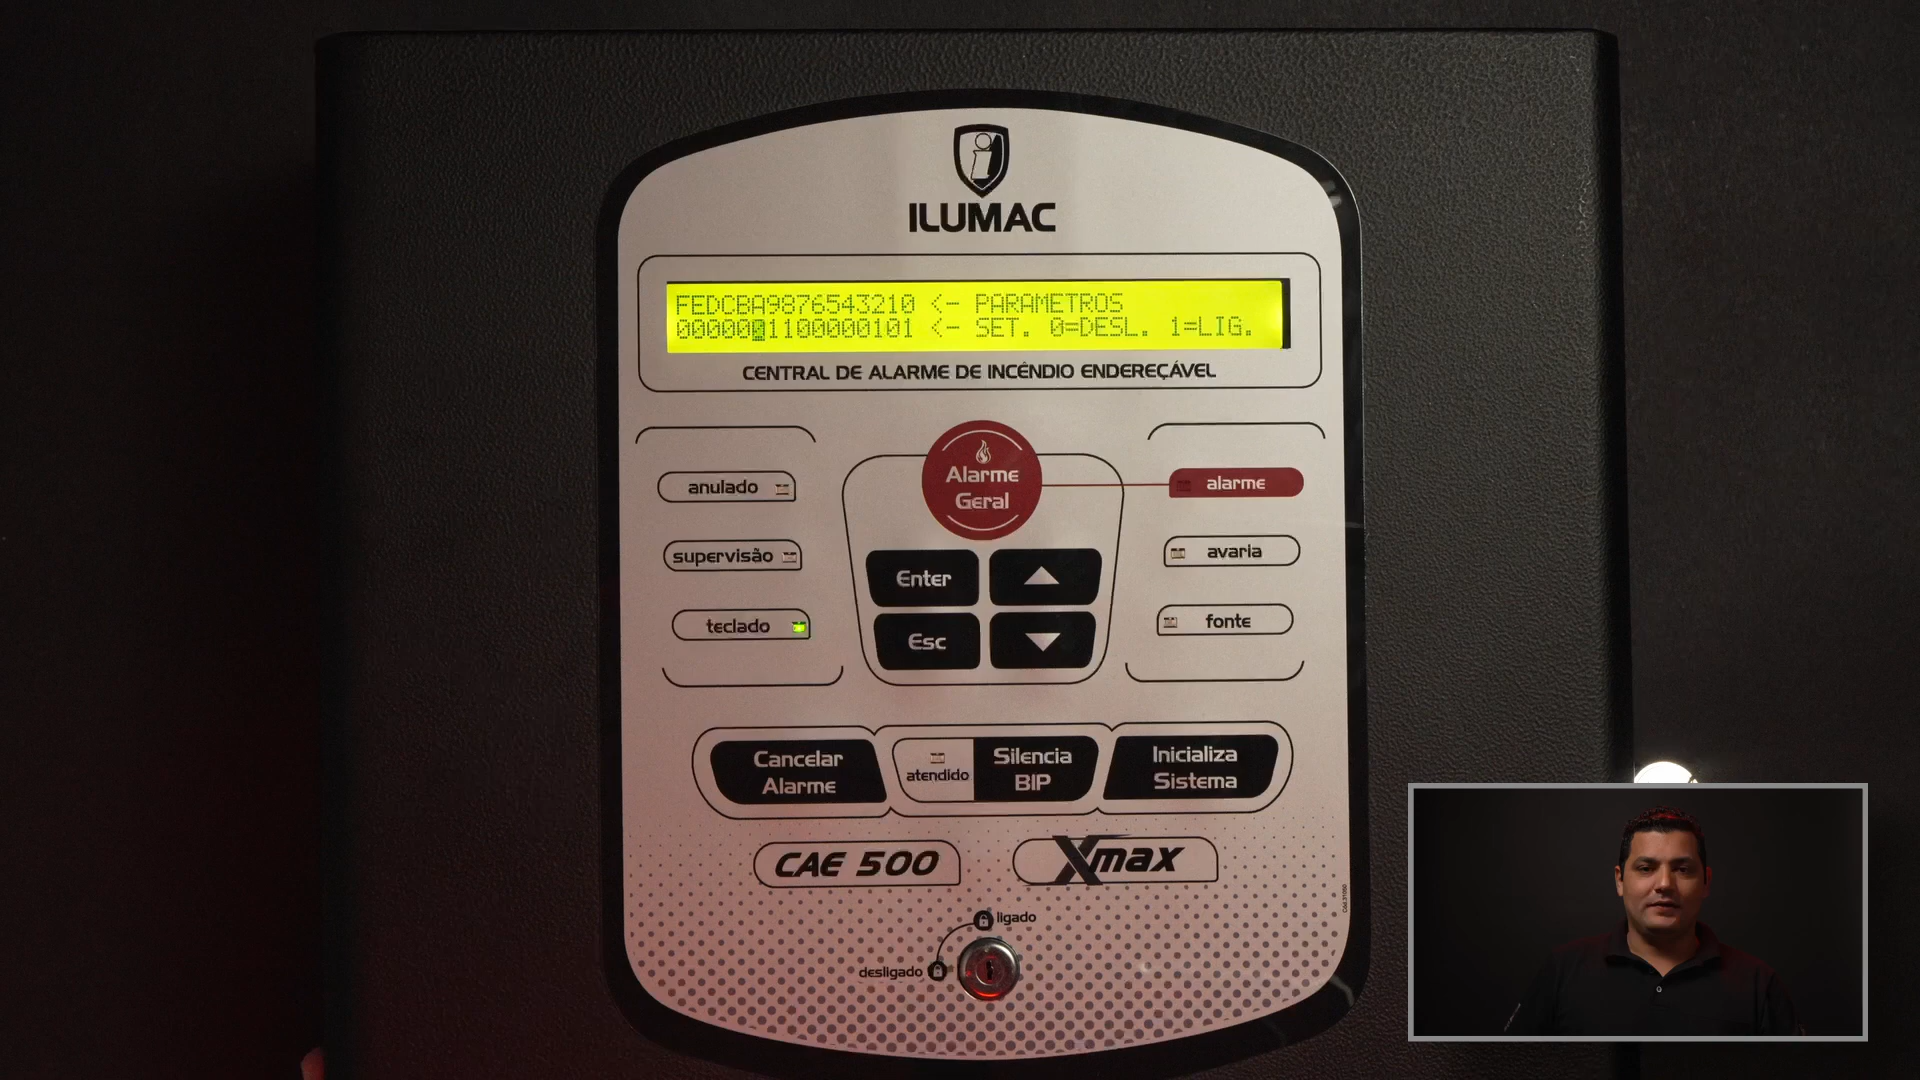 ILUMAC
FEDCBA9876543210 <- PARAMETROS
0000001100000101 <- SET. 0=DESL. 1=LIG.
CENTRAL DE ALARME DE INCÊNDIO ENDEREÇÁVEL
Alarme
Geral
anulado
alarme
supervisão
avaria
teclado
fonte
Enter
Esc
Cancelar
Alarme
atendido
Silencia
BIP
Inicializa
Sistema
CAE 500
Xmax
ligado
desligado